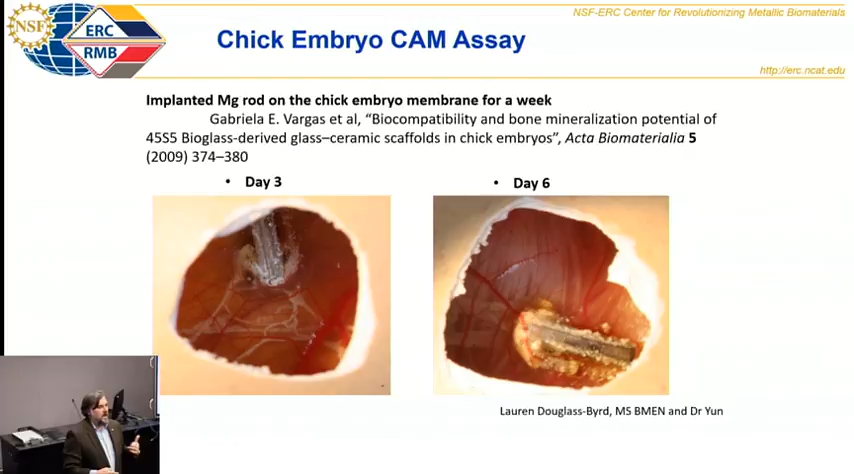 NSF-ERC Center for Revolutionizing Metallic Biomaterials
NSF
ERC
RMB
Chick Embryo CAM Assay
http://erc.ncat.edu
Implanted Mg rod on the chick embryo membrane for a week
Gabriela E. Vargas et al, “Biocompatibility and bone mineralization potential of
45S5 Bioglass-derived glass–ceramic scaffolds in chick embryos”, Acta Biomaterialia 5
(2009) 374–380
• Day 3
• Day 6
Lauren Douglass-Byrd, MS BMEN and Dr Yun